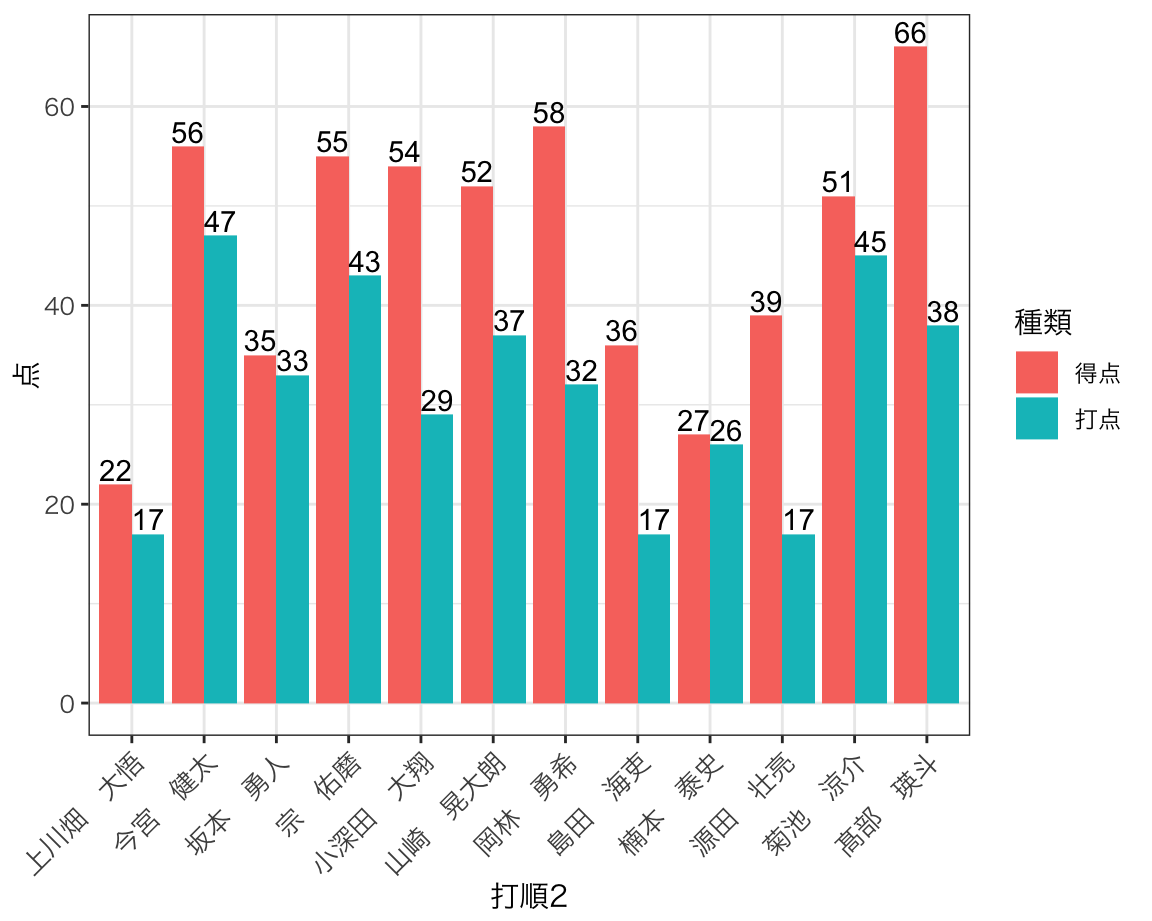 66
58
56
55
54
52
51
47
45
43
39
38
37
36
35
33
32
29
27
26
22
17
17
17
60
40
20
0
点
上川畑　大悟
今宮　健太
坂本　勇人
宗　佑磨
小深田　大翔
山崎　晃大朗
岡林　勇希
島田　海吏
楠本　泰史
源田　壮亮
菊池　涼介
髙部　瑛斗
打順2
種類
得点
打点